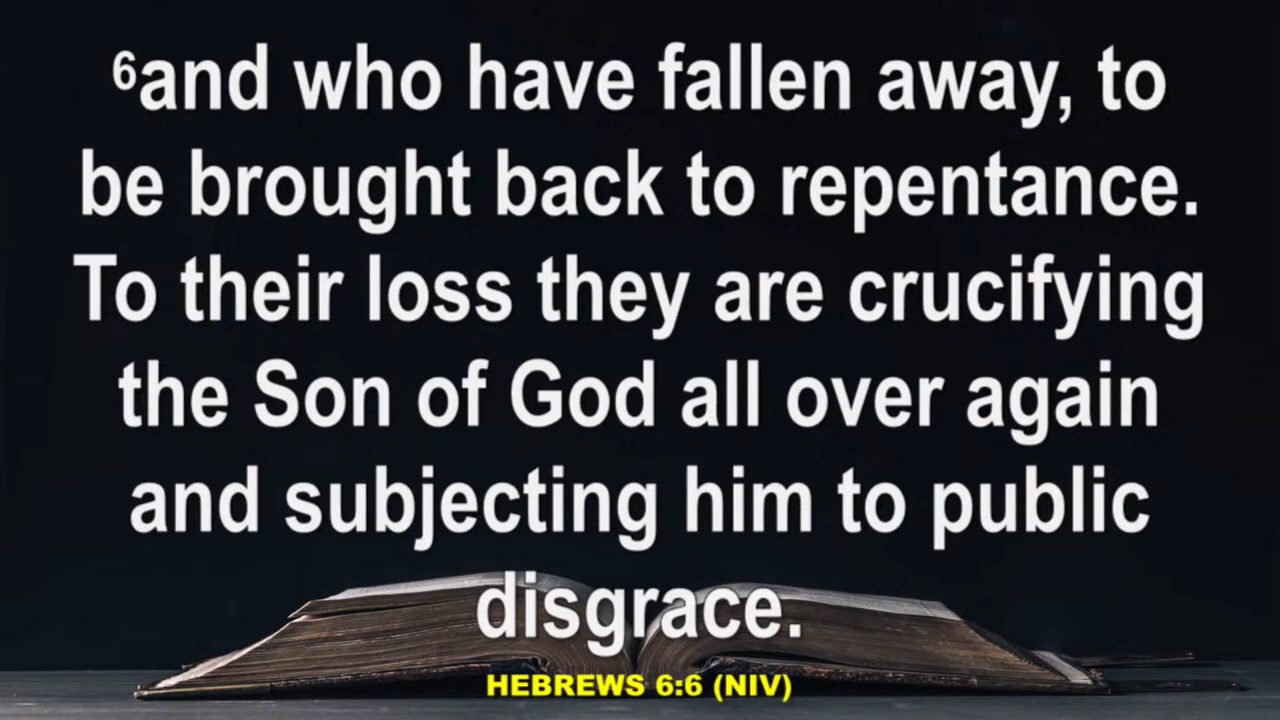 ⁶and who have fallen away, to
be brought back to repentance.
To their loss they are crucifying
the Son of God all over again
and subjecting him to public
disgrace.
HEBREWS 6:6 (NIV)